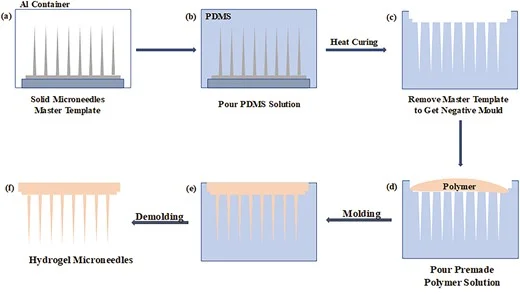 Al Container
(a)
Solid Microneedles
Master Template
(b)
PDMS
Pour PDMS Solution
Heat Curing
(c)
Remove Master Template
to Get Negative Mould
(d)
Polymer
Pour Premade
Polymer Solution
Molding
(e)
Demolding
(f)
Hydrogel Microneedles